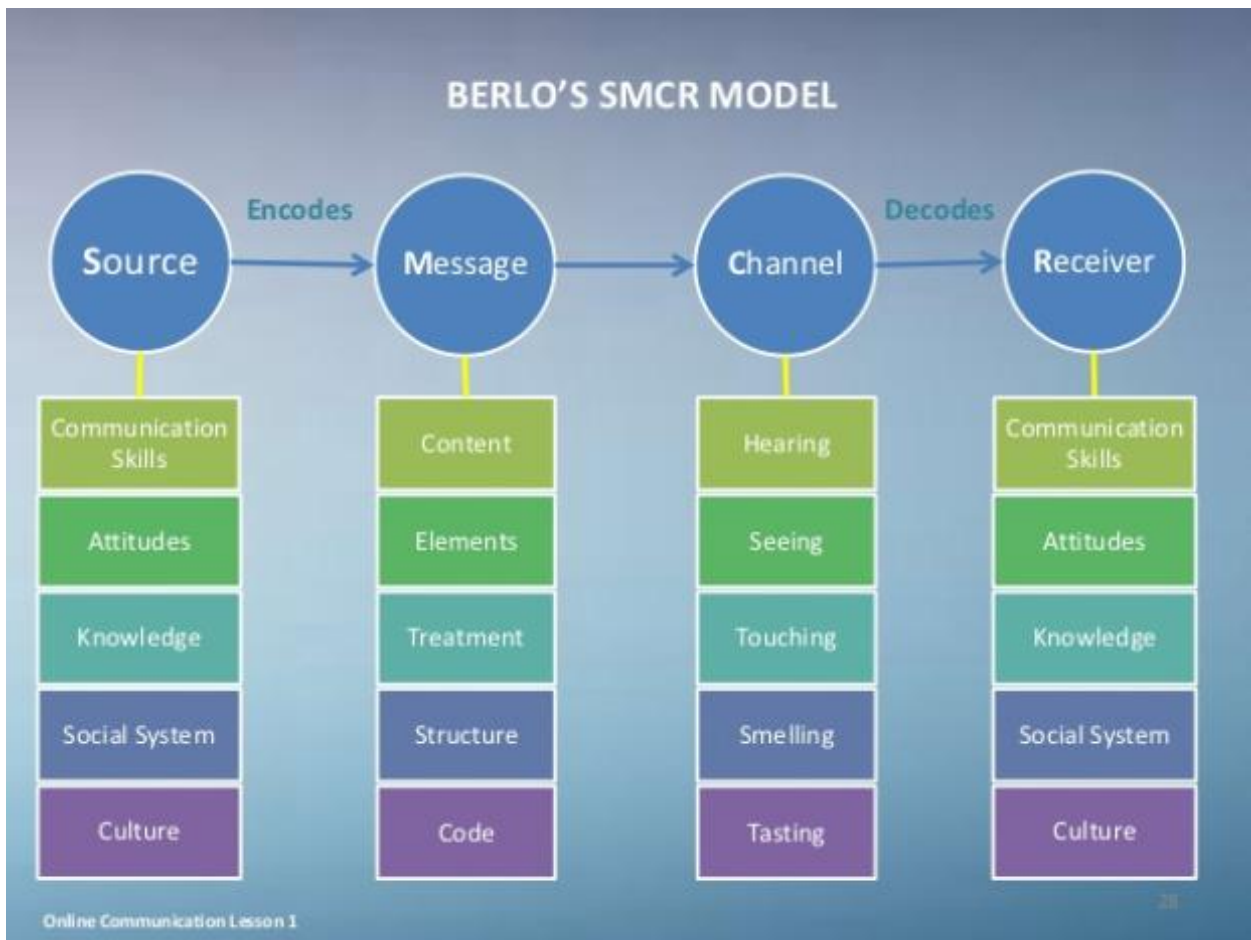 BERLO'S SMCR MODEL
Encodes
Decodes
Source
Message
Channel
Receiver
Communication
Skills
Content
Hearing
Communication
Skills
Attitudes
Elements
Seeing
Attitudes
Knowledge
Treatment
Touching
Knowledge
Social System
Structure
Smelling
Social System
Culture
Code
Tasting
Culture
28
Online Communication Lesson 1